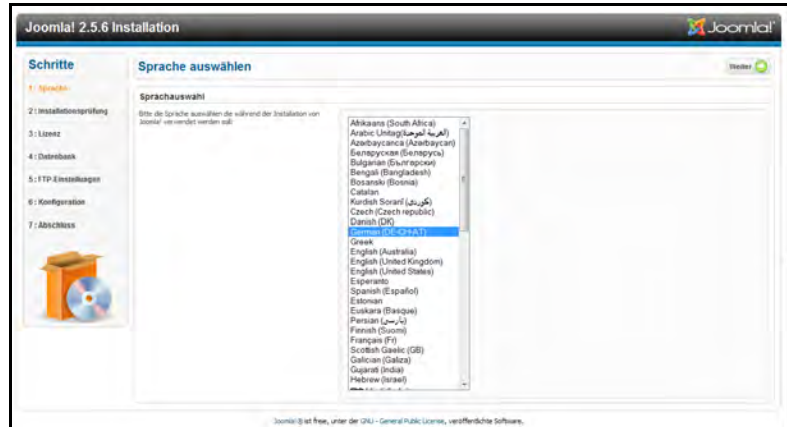 Joomla! 2.5.6 Installation
Joomla!
Schritte
Sprache auswählen
Weiter
1 : Sprache
Sprachauswahl
2 : Installationsprüfung
Bitte die Sprache auswählen die während der Installation von
Joomla! verwendet werden soll:
3 : Lizenz
4 : Datenbank
5 : FTP-Einstellungen
6 : Konfiguration
7 : Abschluss
Afrikaans (South Africa)
Arabic Unitag(العربية الموحدة)
Azərbaycanca (Azərbaycan)
Беларуская (Беларусь)
Bulgarian (Български)
Bengali (Bangladesh)
Bosanski (Bosnia)
Catalan
Kurdish Soranî (کوردی)
Czech (Czech republic)
Danish (DK)
German (DE-CH-AT)
Greek
English (Australia)
English (United Kingdom)
English (United States)
Esperanto
Spanish (Español)
Estonian
Euskara (Basque)
Persian (پارسی)
Finnish (Suomi)
Français (Fr)
Scottish Gaelic (GB)
Galician (Galiza)
Gujarati (India)
Hebrew (Israel)
Joomla!® ist freie, unter der GNU - General Public License, veröffentlichte Software.